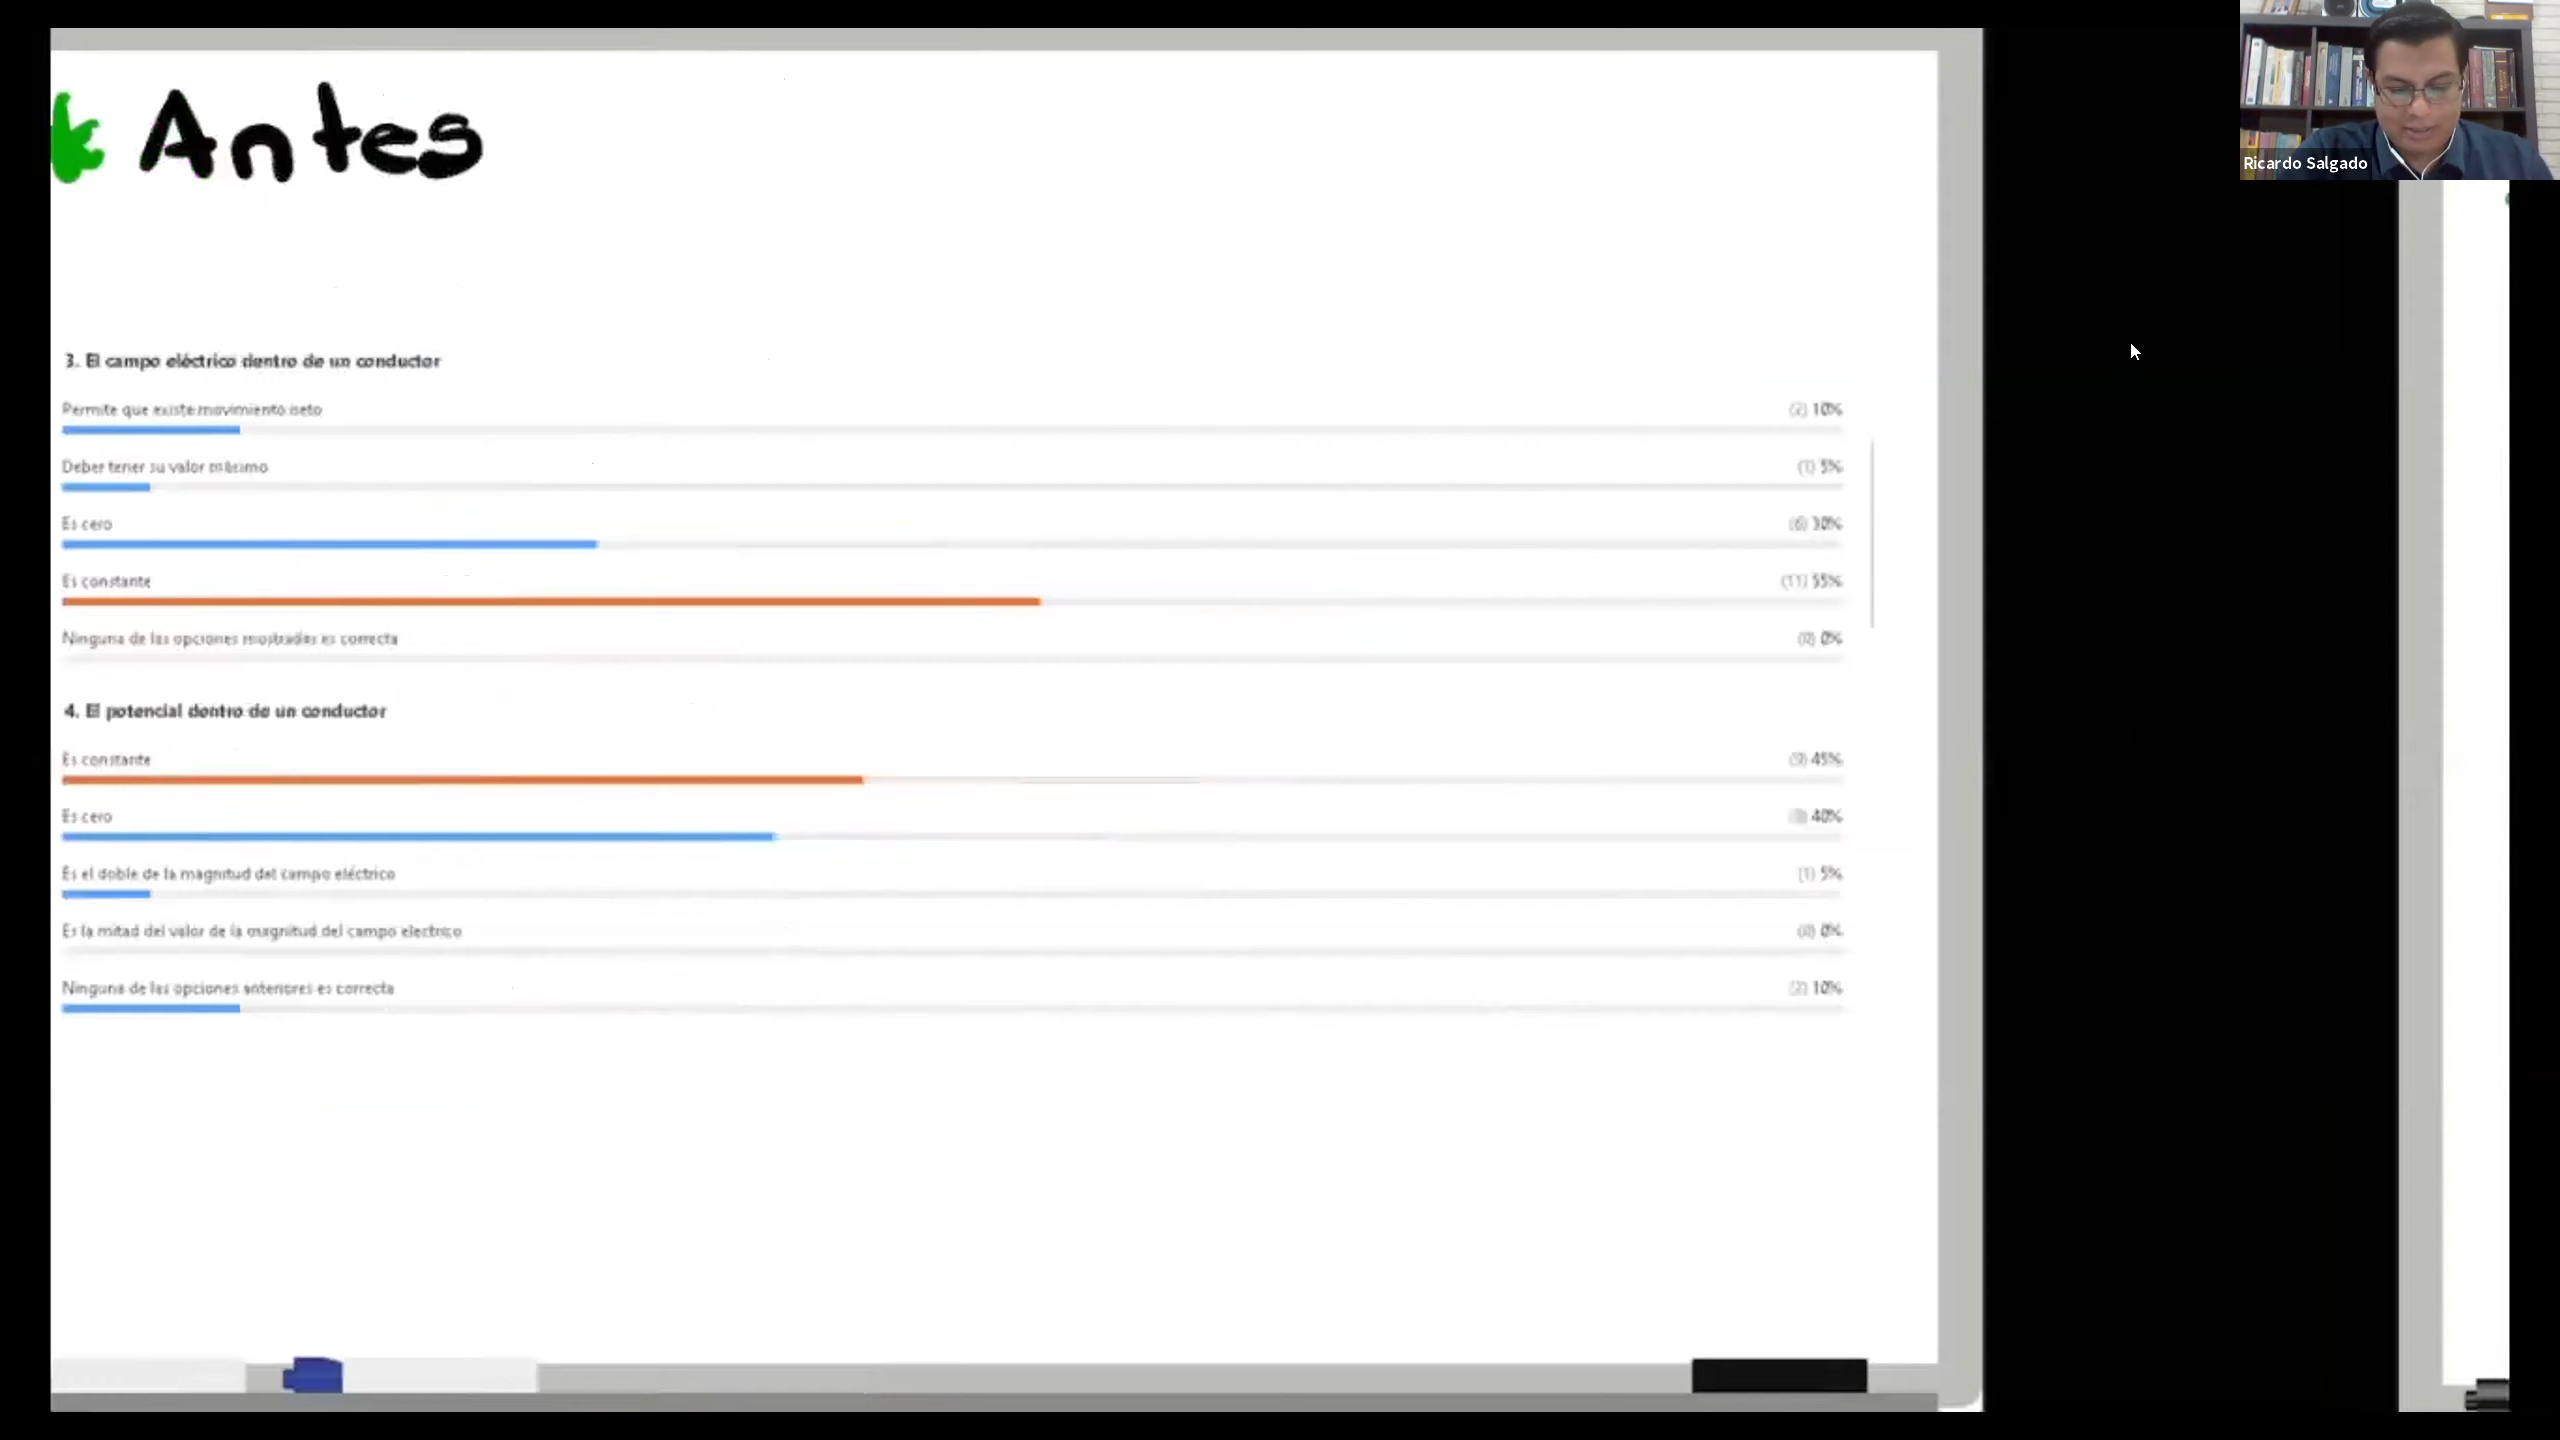 Antes
Ricardo Salgado
3. El campo eléctrico dentro de un conductor
Permite que existe movimiento neto
(2) 10%
Deber tener su valor máximo
(1) 5%
Es cero
(6) 30%
Es constante
(11) 55%
Ninguna de las opciones mostradas es correcta
(0) 0%
4. El potencial dentro de un conductor
Es constante
(9) 45%
Es cero
40%
Es el doble de la magnitud del campo eléctrico
(1) 5%
Es la mitad del valor de la magnitud del campo electrico
(0) 0%
Ninguna de las opciones anteriores es correcta
(2) 10%